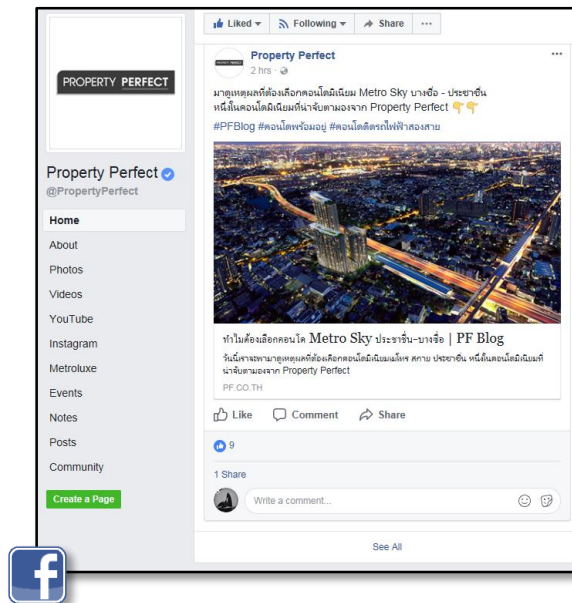 Liked
Following
Share
PROPERTY PERFECT
Property Perfect
@PropertyPerfect
Home
About
Photos
Videos
YouTube
Instagram
Metroluxe
Events
Notes
Posts
Community
Create a Page
Property Perfect
2 hrs ·
มาดูเหตุผลที่ต้องเลือกคอนโดมิเนียม Metro Sky บางซื่อ - ประชาชื่น
หนึ่งในคอนโดมิเนียมที่น่าจับตามองจาก Property Perfect 👇👇
#PFBlog #คอนโดพร้อมอยู่ #คอนโดติดรถไฟฟ้าสองสาย
ทำไมต้องเลือกคอนโด Metro Sky ประชาชื่น-บางซื่อ | PF Blog
วันนี้เราจะพามาดูเหตุผลที่ต้องเลือกคอนโดมิเนียมเมโทร สกาย ประชาชื่น หนึ่งในคอนโดมิเนียมที่
น่าจับตามองจาก Property Perfect
PF.CO.TH
Like Comment Share
9
1 Share
Write a comment...
See All
f